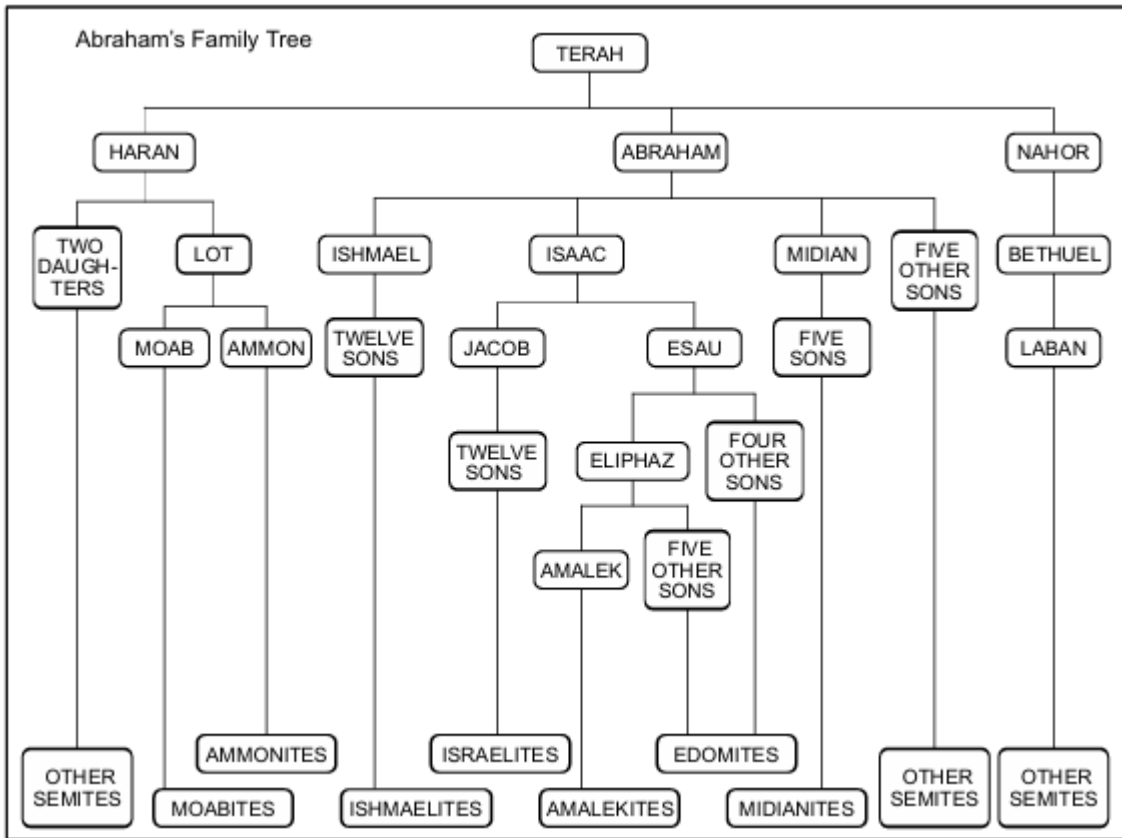 Abraham's Family Tree
TERAH
HARAN
ABRAHAM
NAHOR
TWO
DAUGH-
TERS
LOT
ISHMAEL
ISAAC
MIDIAN
FIVE
OTHER
SONS
BETHUEL
MOAB
AMMON
TWELVE
SONS
JACOB
ESAU
FIVE
SONS
LABAN
TWELVE
SONS
ELIPHAZ
FOUR
OTHER
SONS
AMALEK
FIVE
OTHER
SONS
AMMONITES
ISRAELITES
EDOMITES
OTHER
SEMITES
MOABITES
ISHMAELITES
AMALEKITES
MIDIANITES
OTHER
SEMITES
OTHER
SEMITES